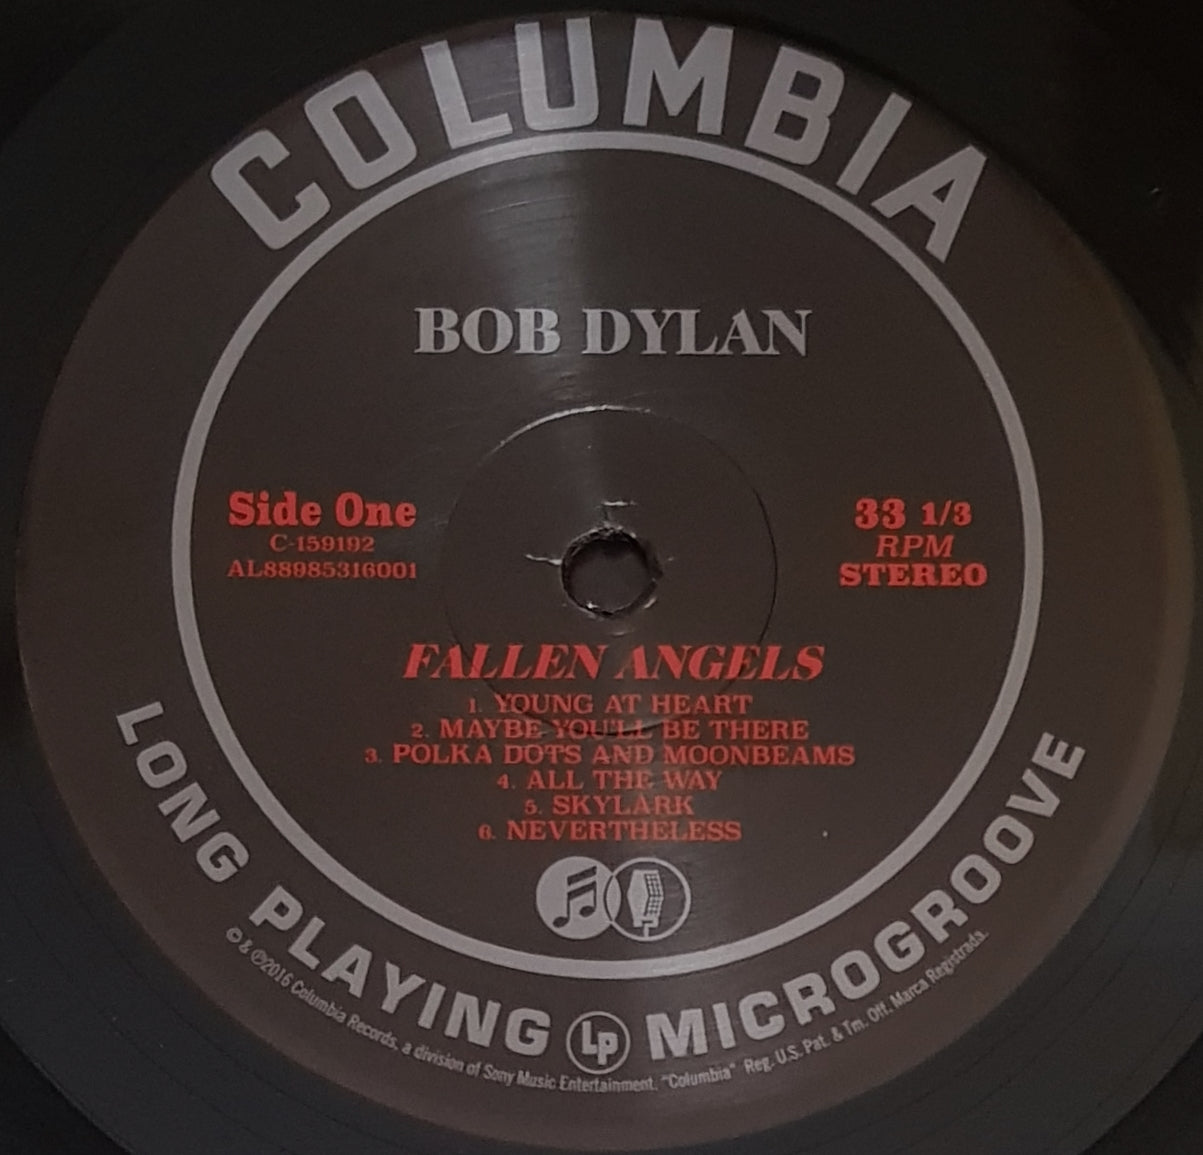 COLUMBIA
BOB DYLAN
Side One
C-159192
AL88985316001
33 1/3
RPM
STEREO
FALLEN ANGELS
1. YOUNG AT HEART
2. MAYBE YOU'LL BE THERE
3. POLKA DOTS AND MOONBEAMS
4. ALL THE WAY
5. SKYLARK
6. NEVERTHELESS
LONG PLAYING Lp MICROGROOVE
© & ℗2016 Columbia Records, a division of Sony Music Entertainment. "Columbia" Reg. U.S. Pat. & Tm. Off. Marca Registrada.